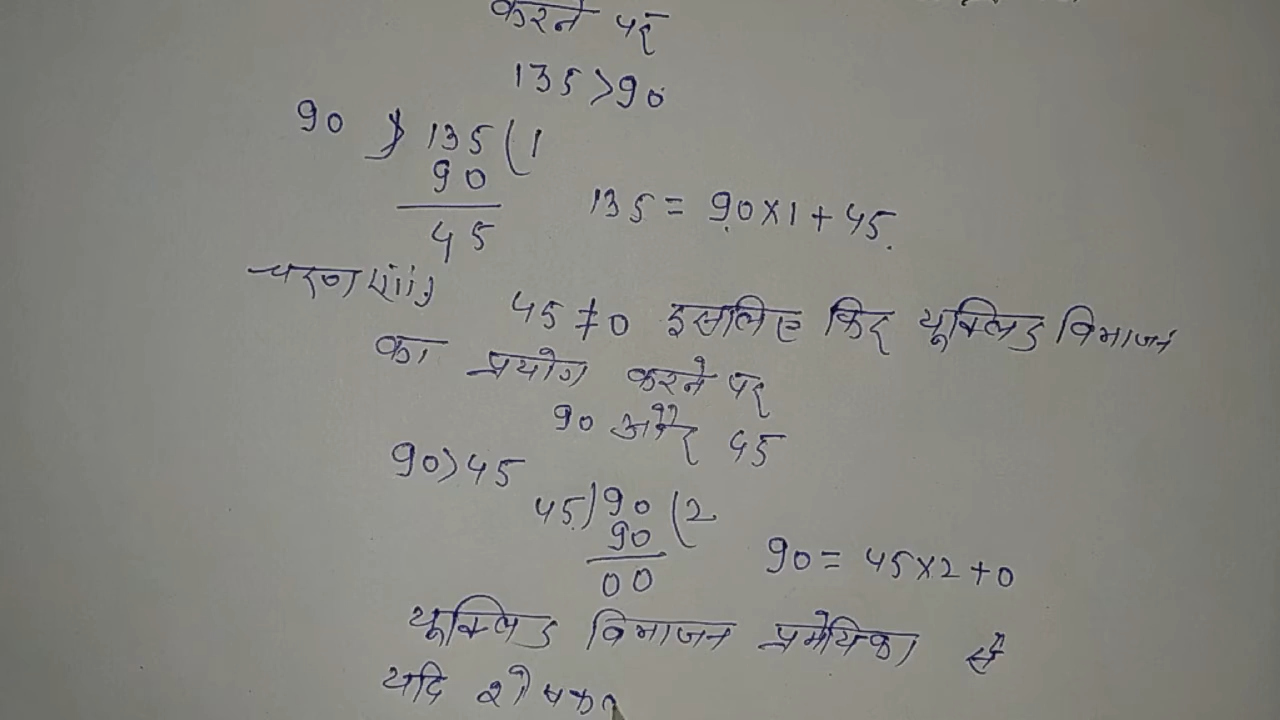 करने पर
135 > 90
90 ) 135 ( 1
90
45
135 = 90 × 1 + 45.
चरण (iii)
45 ≠ 0 इसलिए फिर यूक्लिड विभाजन
का प्रयोग करने पर
90 और 45
90 > 45
45 ) 90 ( 2
90
00
90 = 45 × 2 + 0
यूक्लिड विभाजन प्रमेयिका से
यदि शेषफल